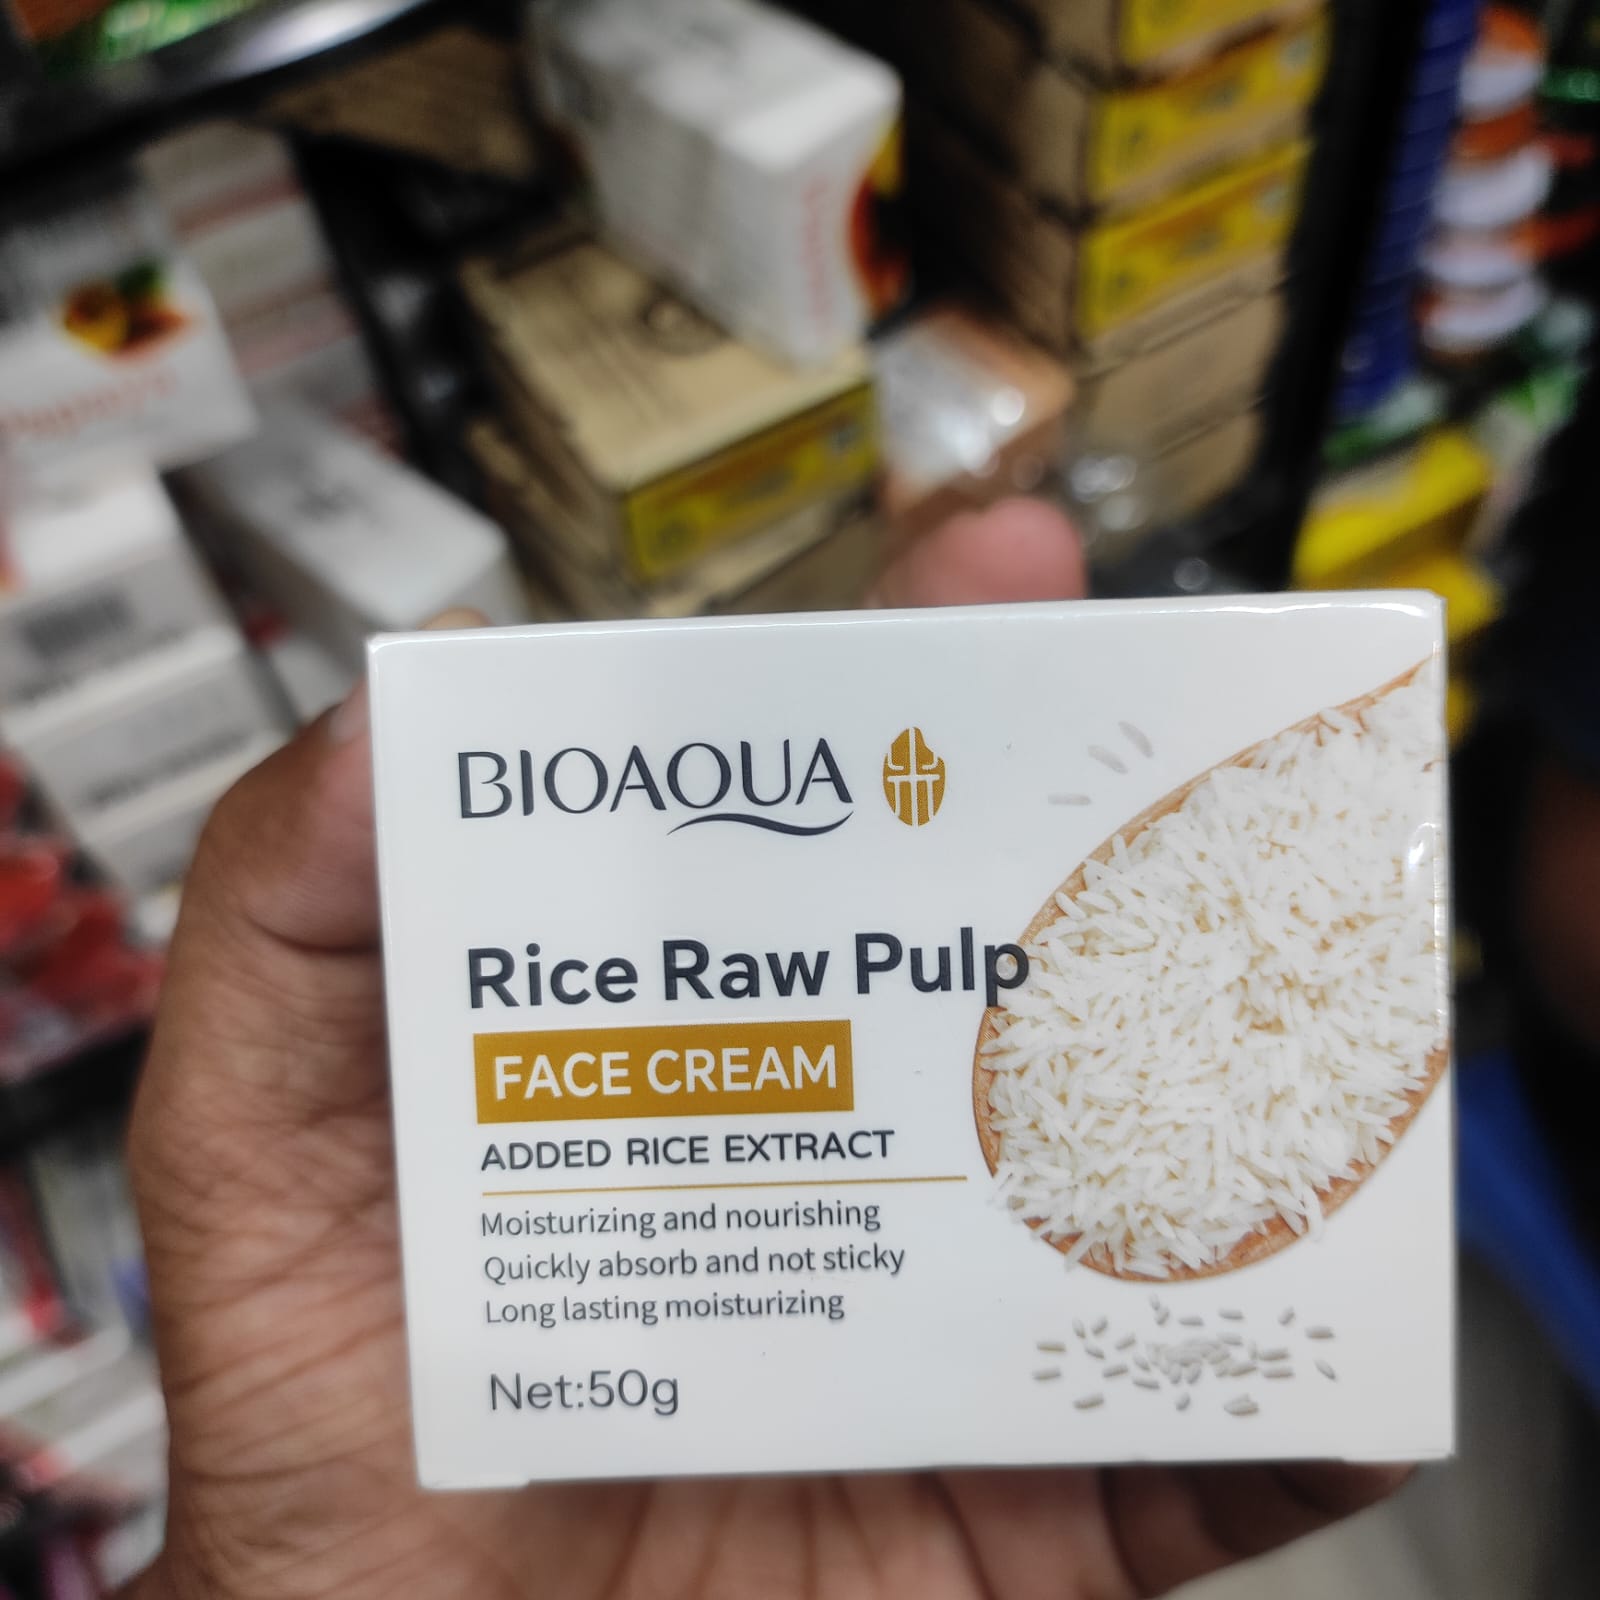 BIOAQUA
Rice Raw Pulp
FACE CREAM
ADDED RICE EXTRACT
Moisturizing and nourishing
Quickly absorb and not sticky
Long lasting moisturizing
Net:50g